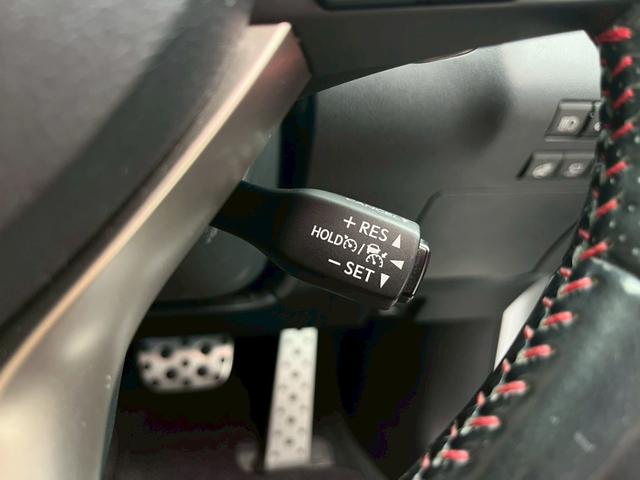 + RES ▲
HOLD /
− SET ▼